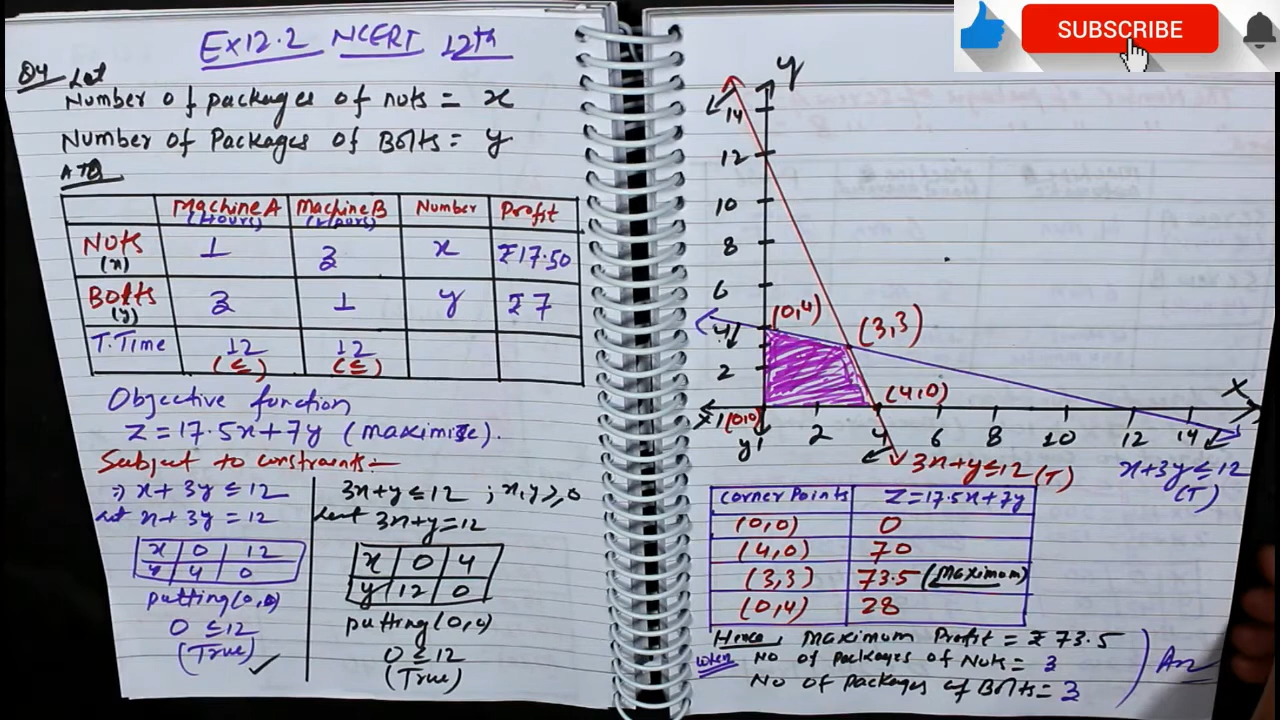 Ex 12.2 NCERT 12th
Q4 Let
Number of packages of nuts = x
Number of Packages of Bolts = y
ATQ
Machine A (Hours) Machine B (Hours) Number Profit
Nuts (x) 1 3 x ₹17.50
Bolts (y) 3 1 y ₹7
T.Time 12 (≤) 12 (≤)
Objective function
Z = 17.5x+7y (maximize).
Subject to constraints:-
⇒ x + 3y ≤ 12
let x + 3y = 12
x 0 12
y 4 0
putting (0,0)
0 ≤ 12
(True)
3x+y ≤ 12 ; x,y ≥ 0
let 3x+y = 12
x 0 4
y 12 0
putting (0,0)
0 ≤ 12
(True)
SUBSCRIBE
y
14
12
10
8
6
4
2
(0,4)
(3,3)
(4,0)
X
x' (0,0)
y' 2 4 6 8 10 12 14
3x+y≤12 (T)
x+3y≤12 (T)
Corner Points Z=17.5x+7y
(0,0) 0
(4,0) 70
(3,3) 73.5 (Maximum)
(0,4) 28
Hence, Maximum Profit = ₹73.5
when No of packages of Nuts = 3
No of packages of Bolts = 3
Ans